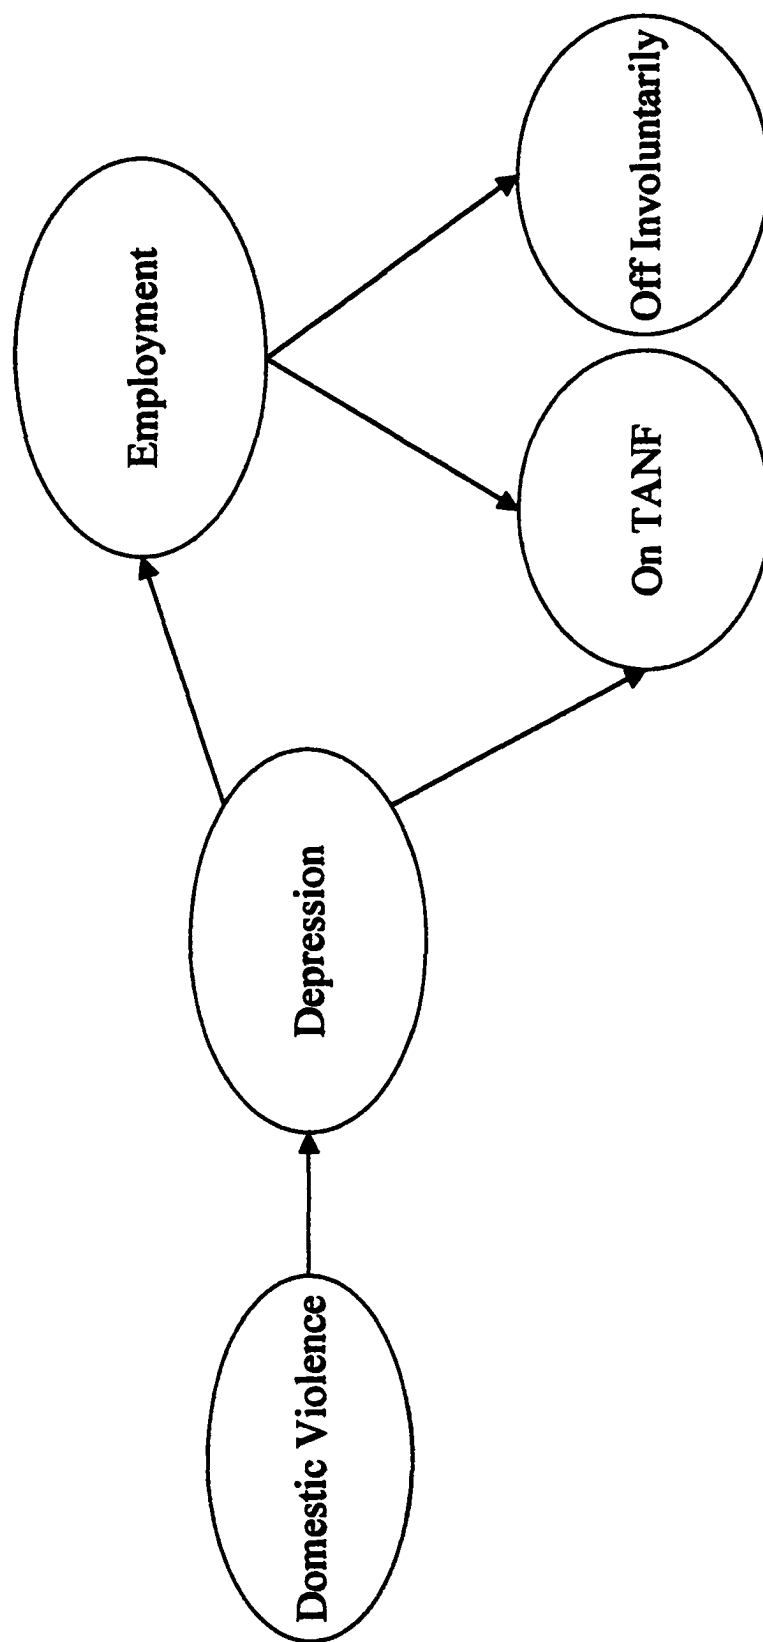 Domestic Violence
Depression
Employment
On TANF
Off Involuntarily